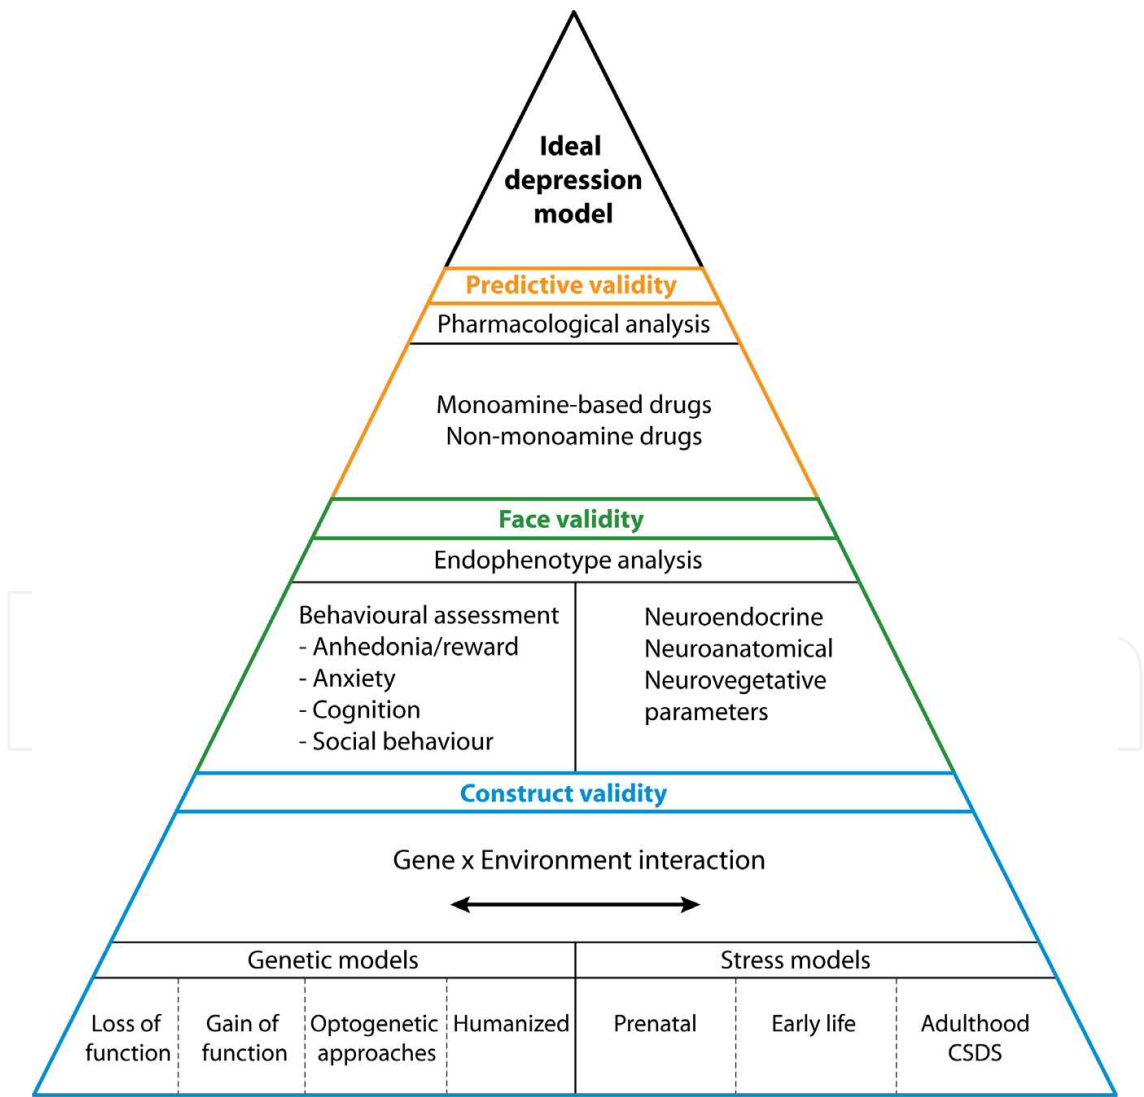 Ideal
depression
model
Predictive validity
Pharmacological analysis
Monoamine-based drugs
Non-monoamine drugs
Face validity
Endophenotype analysis
Behavioural assessment
- Anhedonia/reward
- Anxiety
- Cognition
- Social behaviour
Neuroendocrine
Neuroanatomical
Neurovegetative
parameters
Construct validity
Gene x Environment interaction
Genetic models
Stress models
Loss of
function
Gain of
function
Optogenetic
approaches
Humanized
Prenatal
Early life
Adulthood
CSDS